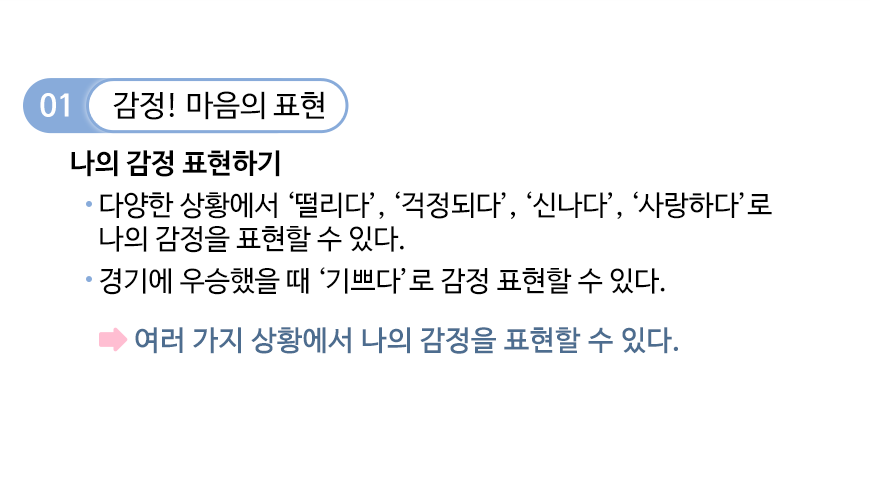 01 감정! 마음의 표현
나의 감정 표현하기
• 다양한 상황에서 ‘떨리다’, ‘걱정되다’, ‘신나다’, ‘사랑하다’로
나의 감정을 표현할 수 있다.
• 경기에 우승했을 때 ‘기쁘다’로 감정 표현할 수 있다.
여러 가지 상황에서 나의 감정을 표현할 수 있다.